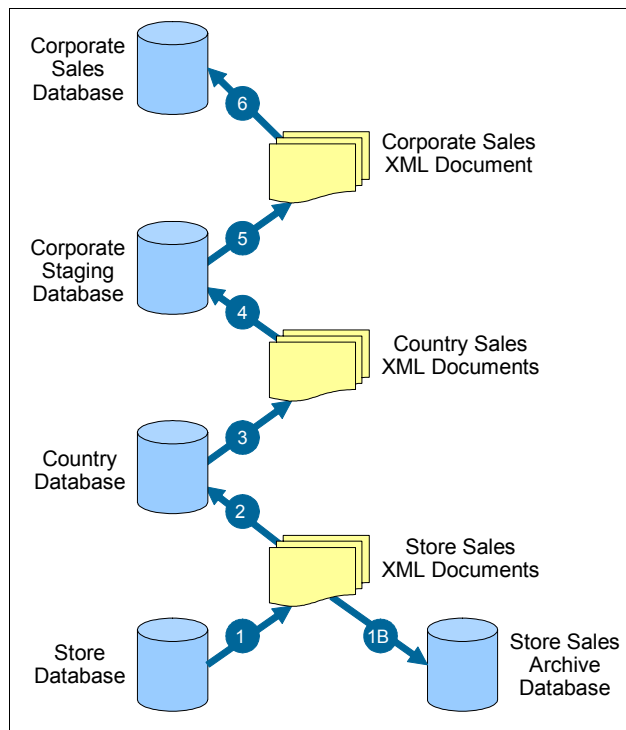 Corporate
Sales
Database
6
Corporate Sales
XML Document
5
Corporate
Staging
Database
4
Country Sales
XML Documents
3
Country
Database
2
Store Sales
XML Documents
1
1B
Store
Database
Store Sales
Archive
Database